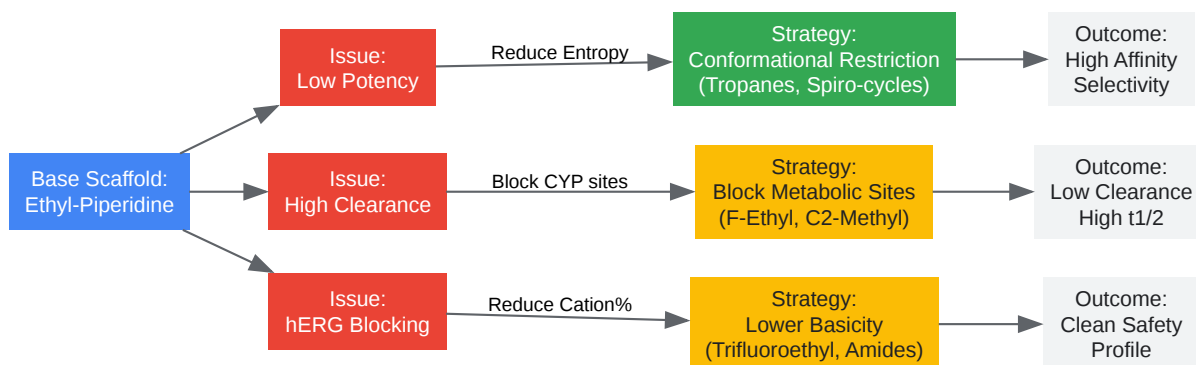 Base Scaffold:
Ethyl-Piperidine
Issue:
Low Potency
Reduce Entropy
Strategy:
Conformational Restriction
(Tropanes, Spiro-cycles)
Outcome:
High Affinity
Selectivity
Issue:
High Clearance
Block CYP sites
Strategy:
Block Metabolic Sites
(F-Ethyl, C2-Methyl)
Outcome:
Low Clearance
High t1/2
Issue:
hERG Blocking
Reduce Cation%
Strategy:
Lower Basicity
(Trifluoroethyl, Amides)
Outcome:
Clean Safety
Profile